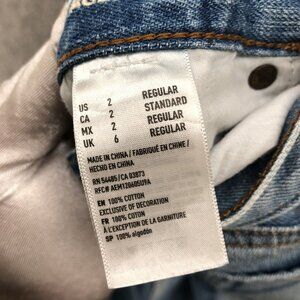 US 2 REGULAR
CA 2 STANDARD
MX 2 REGULAR
UK 6 REGULAR
MADE IN CHINA / FABRIQUÉ EN CHINE /
HECHO EN CHINA
RN 54485/CA 03873
RFC# AEM120605U9A
EN 100% COTTON
EXCLUSIVE OF DECORATION
FR 100% COTON
À L'EXCEPTION DE LA GARNITURE
SP 100% algodón